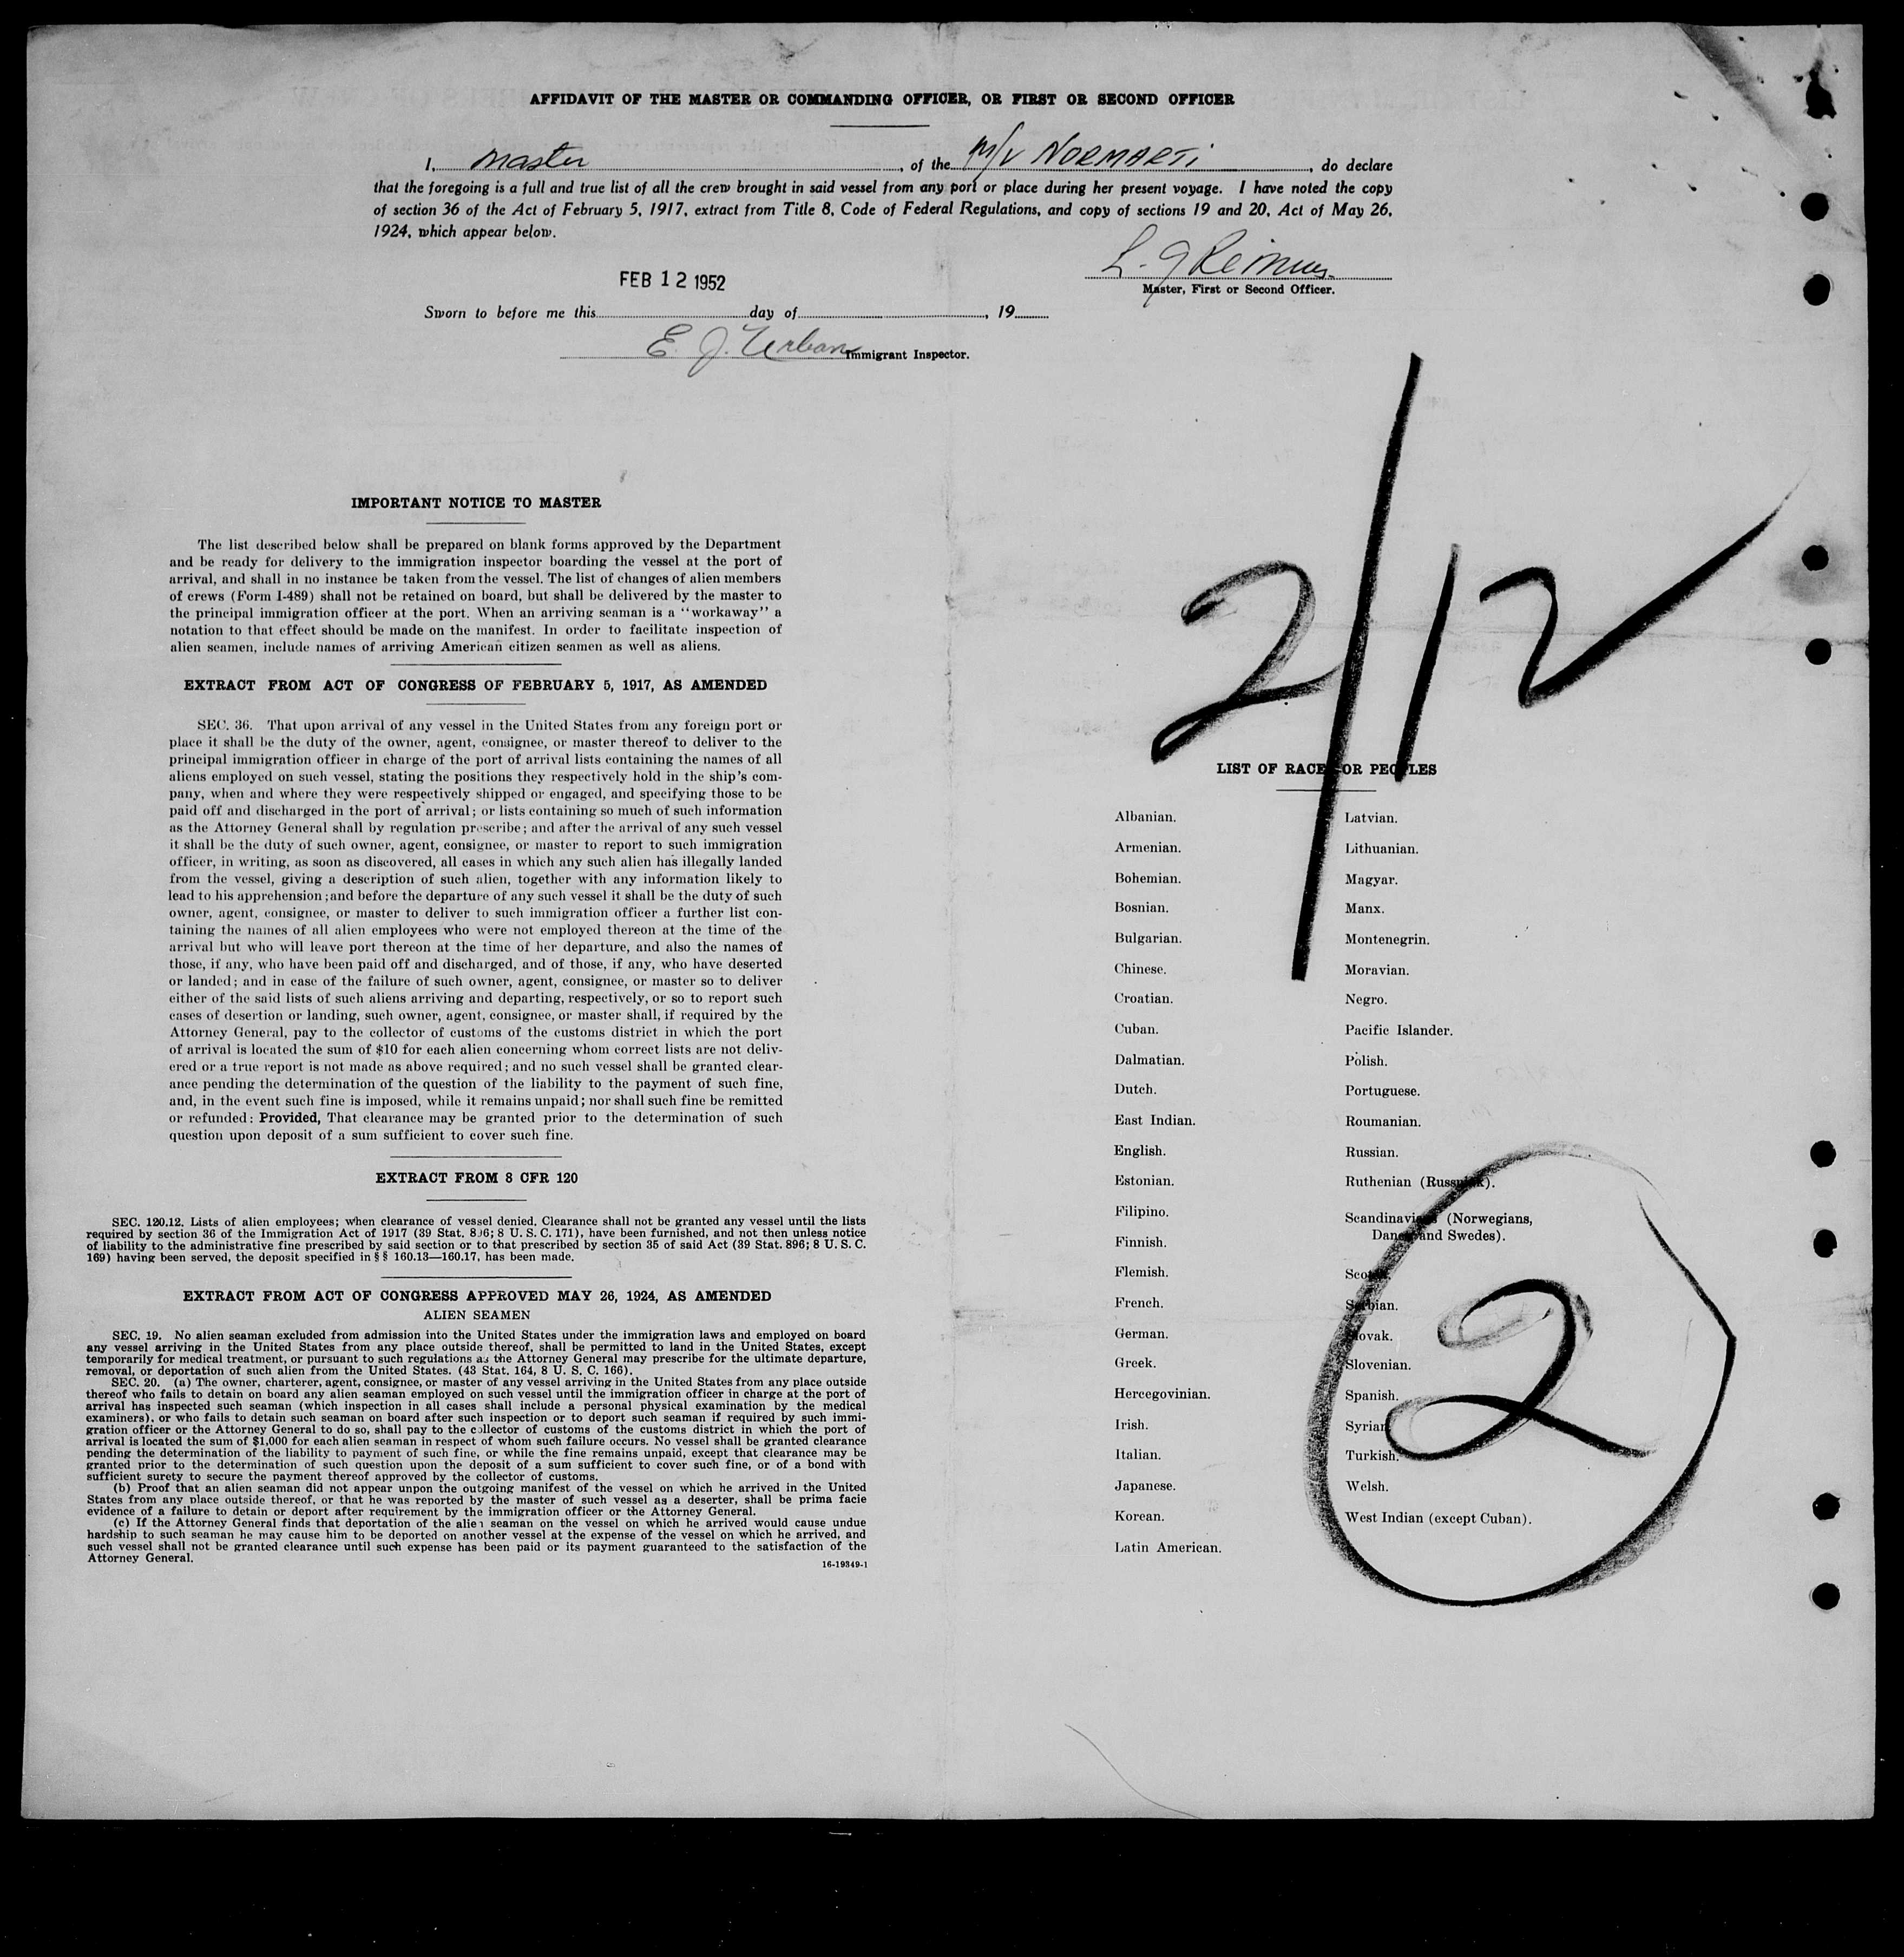 AFFIDAVIT OF THE MASTER OR COMMANDING OFFICER, OR FIRST OR SECOND OFFICER
I, Master, of the M/V NORMARTI, do declare
that the foregoing is a full and true list of all the crew brought in said vessel from any port or place during her present voyage. I have noted the copy
of section 36 of the Act of February 5, 1917, extract from Title 8, Code of Federal Regulations, and copy of sections 19 and 20, Act of May 26,
1924, which appear below.
L. J.
Master, First or Second Officer.
FEB 12 1952
Sworn to before me this day of , 19
E. J. Urban Immigrant Inspector.
2/12
IMPORTANT NOTICE TO MASTER
The list described below shall be prepared on blank forms approved by the Department
and be ready for delivery to the immigration inspector boarding the vessel at the port of
arrival, and shall in no instance be taken from the vessel. The list of changes of alien members
of crews (Form I-489) shall not be retained on board, but shall be delivered by the master to
the principal immigration officer at the port. When an arriving seaman is a "workaway" a
notation to that effect should be made on the manifest. In order to facilitate inspection of
alien seamen, include names of arriving American citizen seamen as well as aliens.
EXTRACT FROM ACT OF CONGRESS OF FEBRUARY 5, 1917, AS AMENDED
SEC. 36. That upon arrival of any vessel in the United States from any foreign port or
place it shall be the duty of the owner, agent, consignee, or master thereof to deliver to the
principal immigration officer in charge of the port of arrival lists containing the names of all
aliens employed on such vessel, stating the positions they respectively hold in the ship's com-
pany, when and where they were respectively shipped or engaged, and specifying those to be
paid off and discharged in the port of arrival; or lists containing so much of such information
as the Attorney General shall by regulation prescribe; and after the arrival of any such vessel
it shall be the duty of such owner, agent, consignee, or master to report to such immigration
officer, in writing, as soon as discovered, all cases in which any such alien has illegally landed
from the vessel, giving a description of such alien, together with any information likely to
lead to his apprehension; and before the departure of any such vessel it shall be the duty of such
owner, agent, consignee, or master to deliver to such immigration officer a further list con-
taining the names of all alien employees who were not employed thereon at the time of the
arrival but who will leave port thereon at the time of her departure, and also the names of
those, if any, who have been paid off and discharged, and of those, if any, who have deserted
or landed; and in case of the failure of such owner, agent, consignee, or master so to deliver
either of the said lists of such aliens arriving and departing, respectively, or so to report such
cases of desertion or landing, such owner, agent, consignee, or master shall, if required by the
Attorney General, pay to the collector of customs of the customs district in which the port
of arrival is located the sum of $10 for each alien concerning whom correct lists are not deliv-
ered or a true report is not made as above required; and no such vessel shall be granted clear-
ance pending the determination of the question of the liability to the payment of such fine,
and, in the event such fine is imposed, while it remains unpaid; nor shall such fine be remitted
or refunded: Provided, That clearance may be granted prior to the determination of such
question upon deposit of a sum sufficient to cover such fine.
EXTRACT FROM 8 CFR 120
SEC. 120.12. Lists of alien employees; when clearance of vessel denied. Clearance shall not be granted any vessel until the lists
required by section 36 of the Immigration Act of 1917 (39 Stat. 896; 8 U. S. C. 171), have been furnished, and not then unless notice
of liability to the administrative fine prescribed by said section or to that prescribed by section 35 of said Act (39 Stat. 896; 8 U. S. C.
169) having been served, the deposit specified in §§ 160.13—160.17, has been made.
EXTRACT FROM ACT OF CONGRESS APPROVED MAY 26, 1924, AS AMENDED
ALIEN SEAMEN
SEC. 19. No alien seaman excluded from admission into the United States under the immigration laws and employed on board
any vessel arriving in the United States from any place outside thereof, shall be permitted to land in the United States, except
temporarily for medical treatment, or pursuant to such regulations as the Attorney General may prescribe for the ultimate departure,
removal, or deportation of such alien from the United States. (43 Stat. 164, 8 U. S. C. 166).
SEC. 20. (a) The owner, charterer, agent, consignee, or master of any vessel arriving in the United States from any place outside
thereof who fails to detain on board any alien seaman employed on such vessel until the immigration officer in charge at the port of
arrival has inspected such seaman (which inspection in all cases shall include a personal physical examination by the medical
examiners), or who fails to detain such seaman on board after such inspection or to deport such seaman if required by such immi-
gration officer or the Attorney General to do so, shall pay to the collector of customs of the customs district in which the port of
arrival is located the sum of $1,000 for each alien seaman in respect of whom such failure occurs. No vessel shall be granted clearance
pending the determination of the liability to payment of such fine, or while the fine remains unpaid, except that clearance may be
granted prior to the determination of such question upon the deposit of a sum sufficient to cover such fine, or of a bond with
sufficient surety to secure the payment thereof approved by the collector of customs.
(b) Proof that an alien seaman did not appear unpon the outgoing manifest of the vessel on which he arrived in the United
States from any place outside thereof, or that he was reported by the master of such vessel as a deserter, shall be prima facie
evidence of a failure to detain or deport after requirement by the immigration officer or the Attorney General.
(c) If the Attorney General finds that deportation of the alien seaman on the vessel on which he arrived would cause undue
hardship to such seaman he may cause him to be deported on another vessel at the expense of the vessel on which he arrived, and
such vessel shall not be granted clearance until such expense has been paid or its payment guaranteed to the satisfaction of the
Attorney General.
16-19349-1
LIST OF RACES OR PEOPLES
Albanian.
Armenian.
Bohemian.
Bosnian.
Bulgarian.
Chinese.
Croatian.
Cuban.
Dalmatian.
Dutch.
East Indian.
English.
Estonian.
Filipino.
Finnish.
Flemish.
French.
German.
Greek.
Hercegovinian.
Irish.
Italian.
Japanese.
Korean.
Latin American.
Latvian.
Lithuanian.
Magyar.
Manx.
Montenegrin.
Moravian.
Negro.
Pacific Islander.
Polish.
Portuguese.
Roumanian.
Russian.
Ruthenian (Russniak).
Scandinavians (Norwegians,
Danes and Swedes).
Scotch.
Serbian.
Slovak.
Slovenian.
Spanish.
Syrian.
Turkish.
Welsh.
West Indian (except Cuban).
2